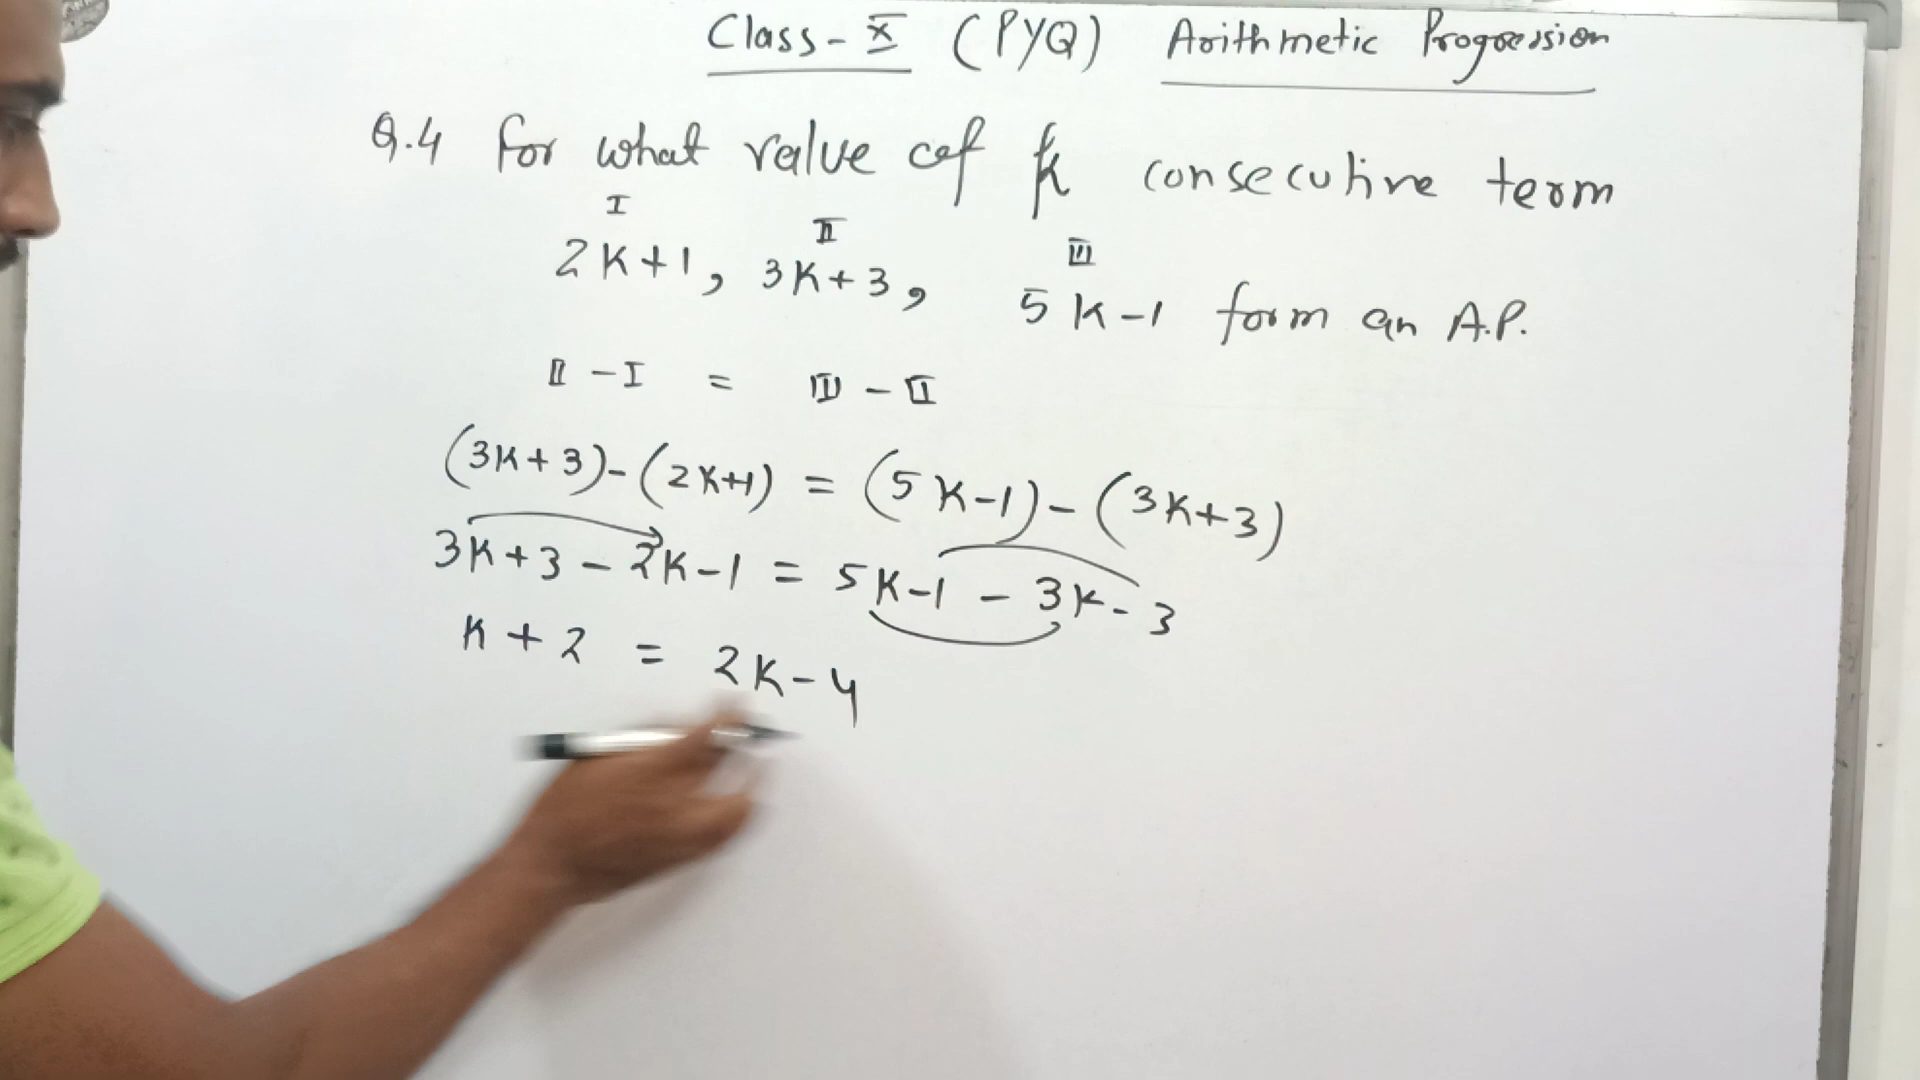 Class-X (PYQ) Arithmetic Progression
Q.4 For what value of k consecutive term
I II III
2K+1, 3K+3, 5K-1 form an A.P.
II - I = III - II
(3K+3)-(2K+1) = (5K-1)-(3K+3)
3K+3-2K-1 = 5K-1-3K-3
K+2 = 2K-4